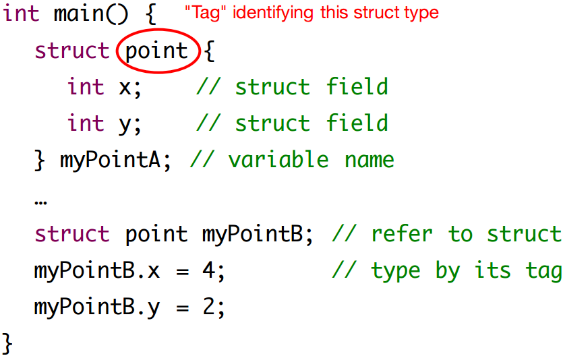 int main() { "Tag" identifying this struct type
struct point {
int x; // struct field
int y; // struct field
} myPointA; // variable name
…
struct point myPointB; // refer to struct
myPointB.x = 4; // type by its tag
myPointB.y = 2;
}